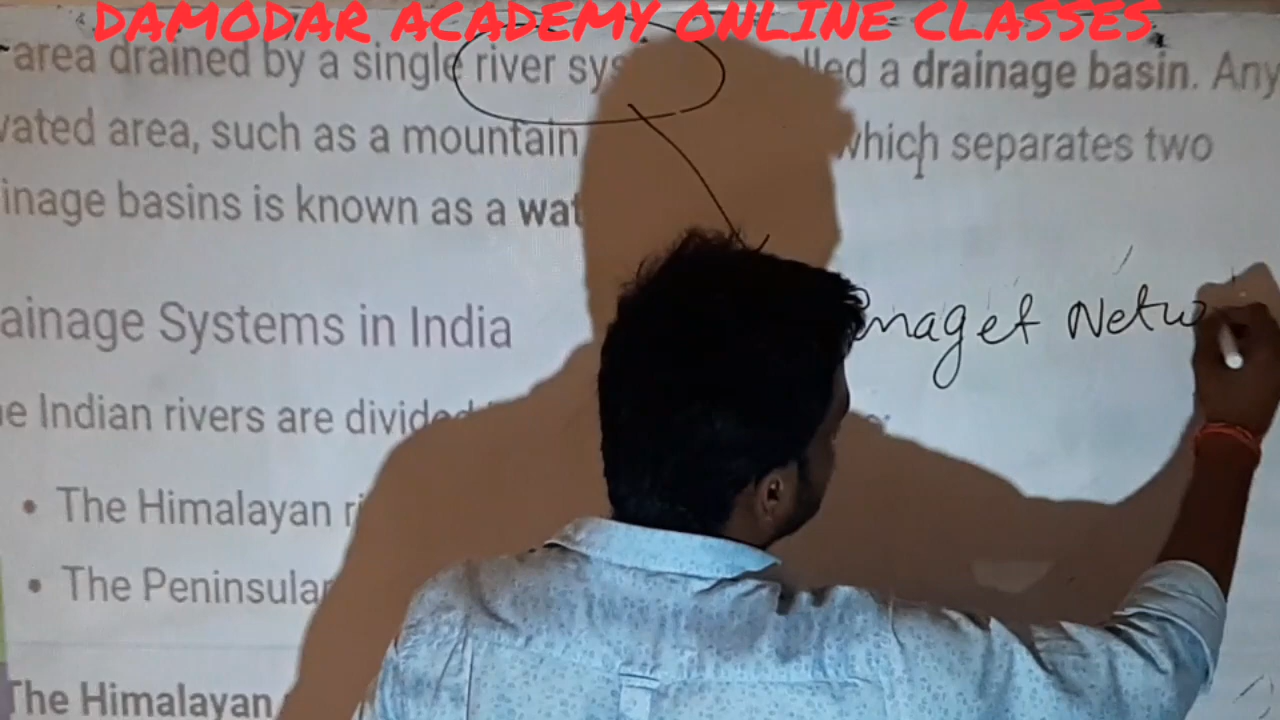 DAMODAR ACADEMY ONLINE CLASSES
area drained by a single river sys lled a drainage basin. Any
vated area, such as a mountain which separates two
inage basins is known as a wat
ainage Systems in India
naget Netw
e Indian rivers are divided
• The Himalayan ri
• The Peninsular
The Himalayan